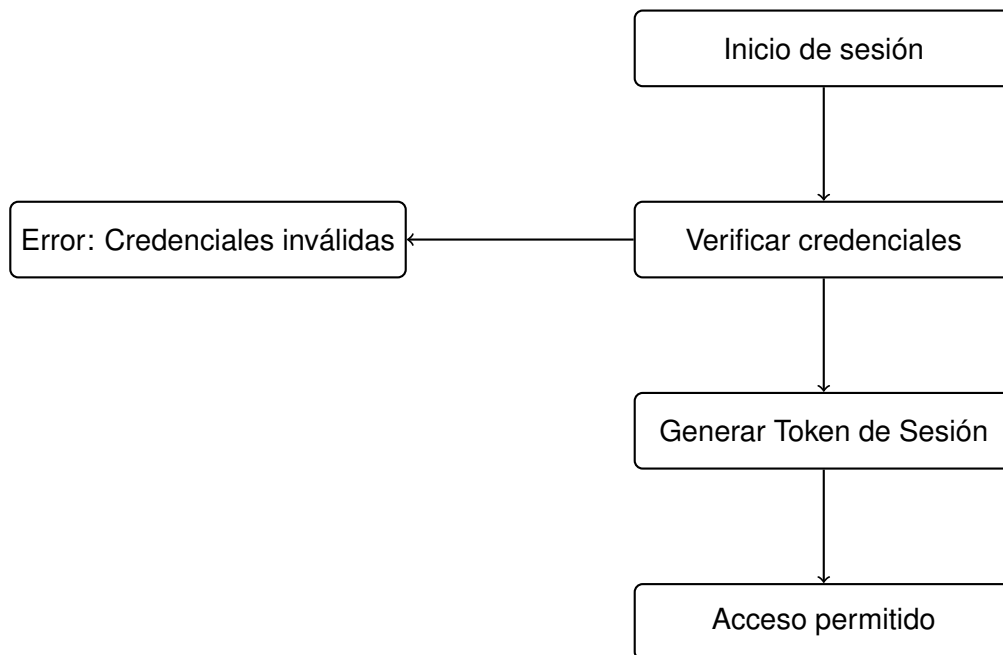 Inicio de sesión
Error: Credenciales inválidas
Verificar credenciales
Generar Token de Sesión
Acceso permitido